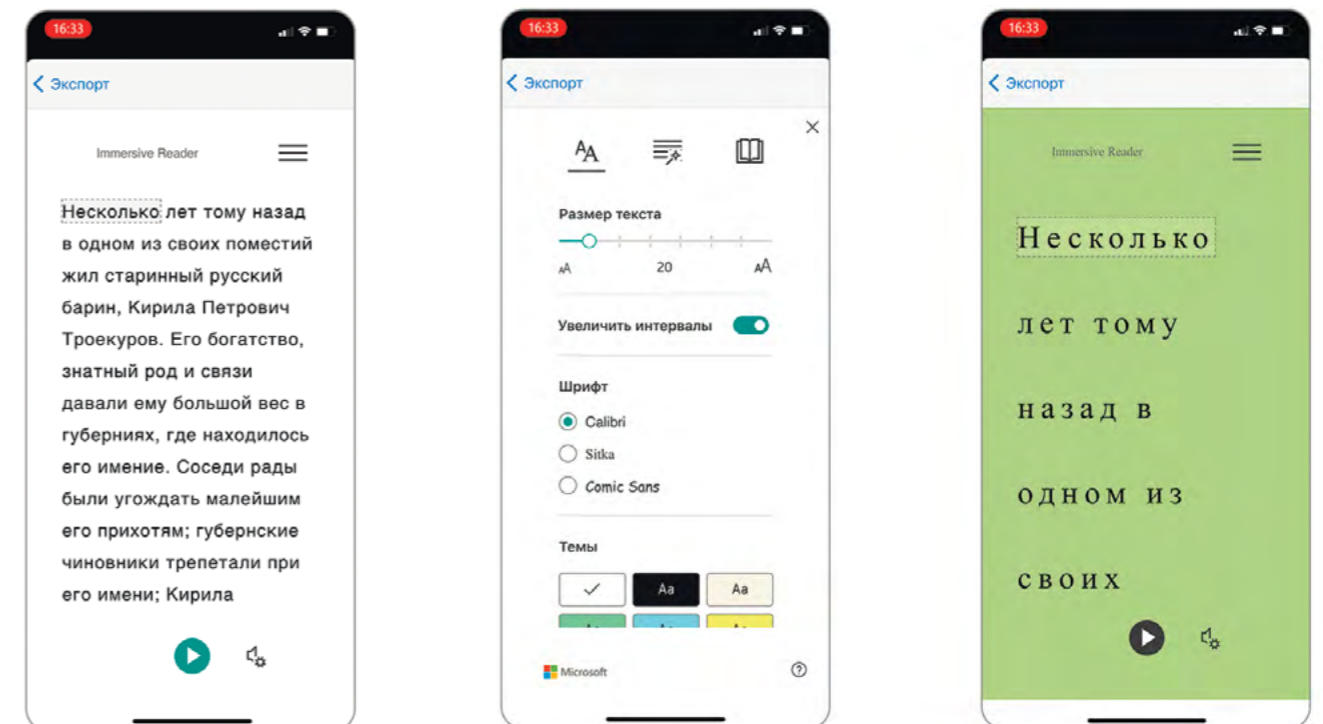 16:33
Экспорт
Immersive Reader
Несколько лет тому назад
в одном из своих поместий
жил старинный русский
барин, Кирила Петрович
Троекуров. Его богатство,
знатный род и связи
давали ему большой вес в
губерниях, где находилось
его имение. Соседи рады
были угождать малейшим
его прихотям; губернские
чиновники трепетали при
его имени; Кирила
16:33
Экспорт
AA
Размер текста
AA
20
AA
Увеличить интервалы
Шрифт
Calibri
Sitka
Comic Sans
Темы
Aa
Aa
Microsoft
16:33
Экспорт
Immersive Reader
Несколько
лет тому
назад в
одном из
своих